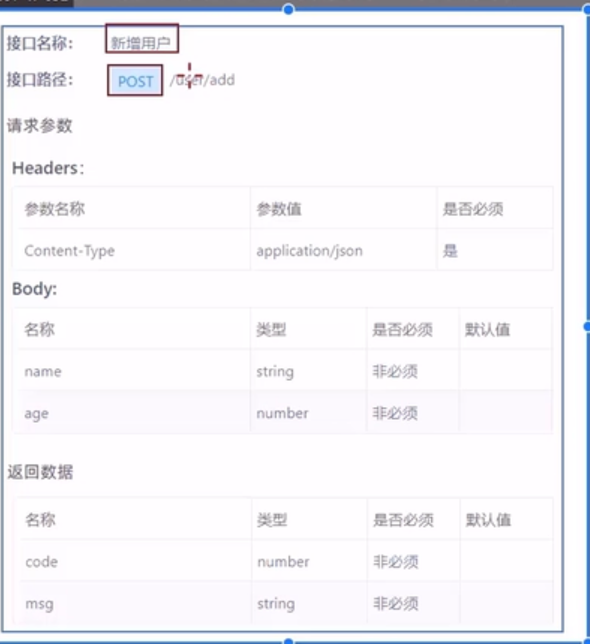 接口名称： 新增用户
接口路径： POST /user/add
请求参数
Headers：
参数名称 参数值 是否必须
Content-Type application/json 是
Body:
名称 类型 是否必须 默认值
name string 非必须
age number 非必须
返回数据
名称 类型 是否必须 默认值
code number 非必须
msg string 非必须